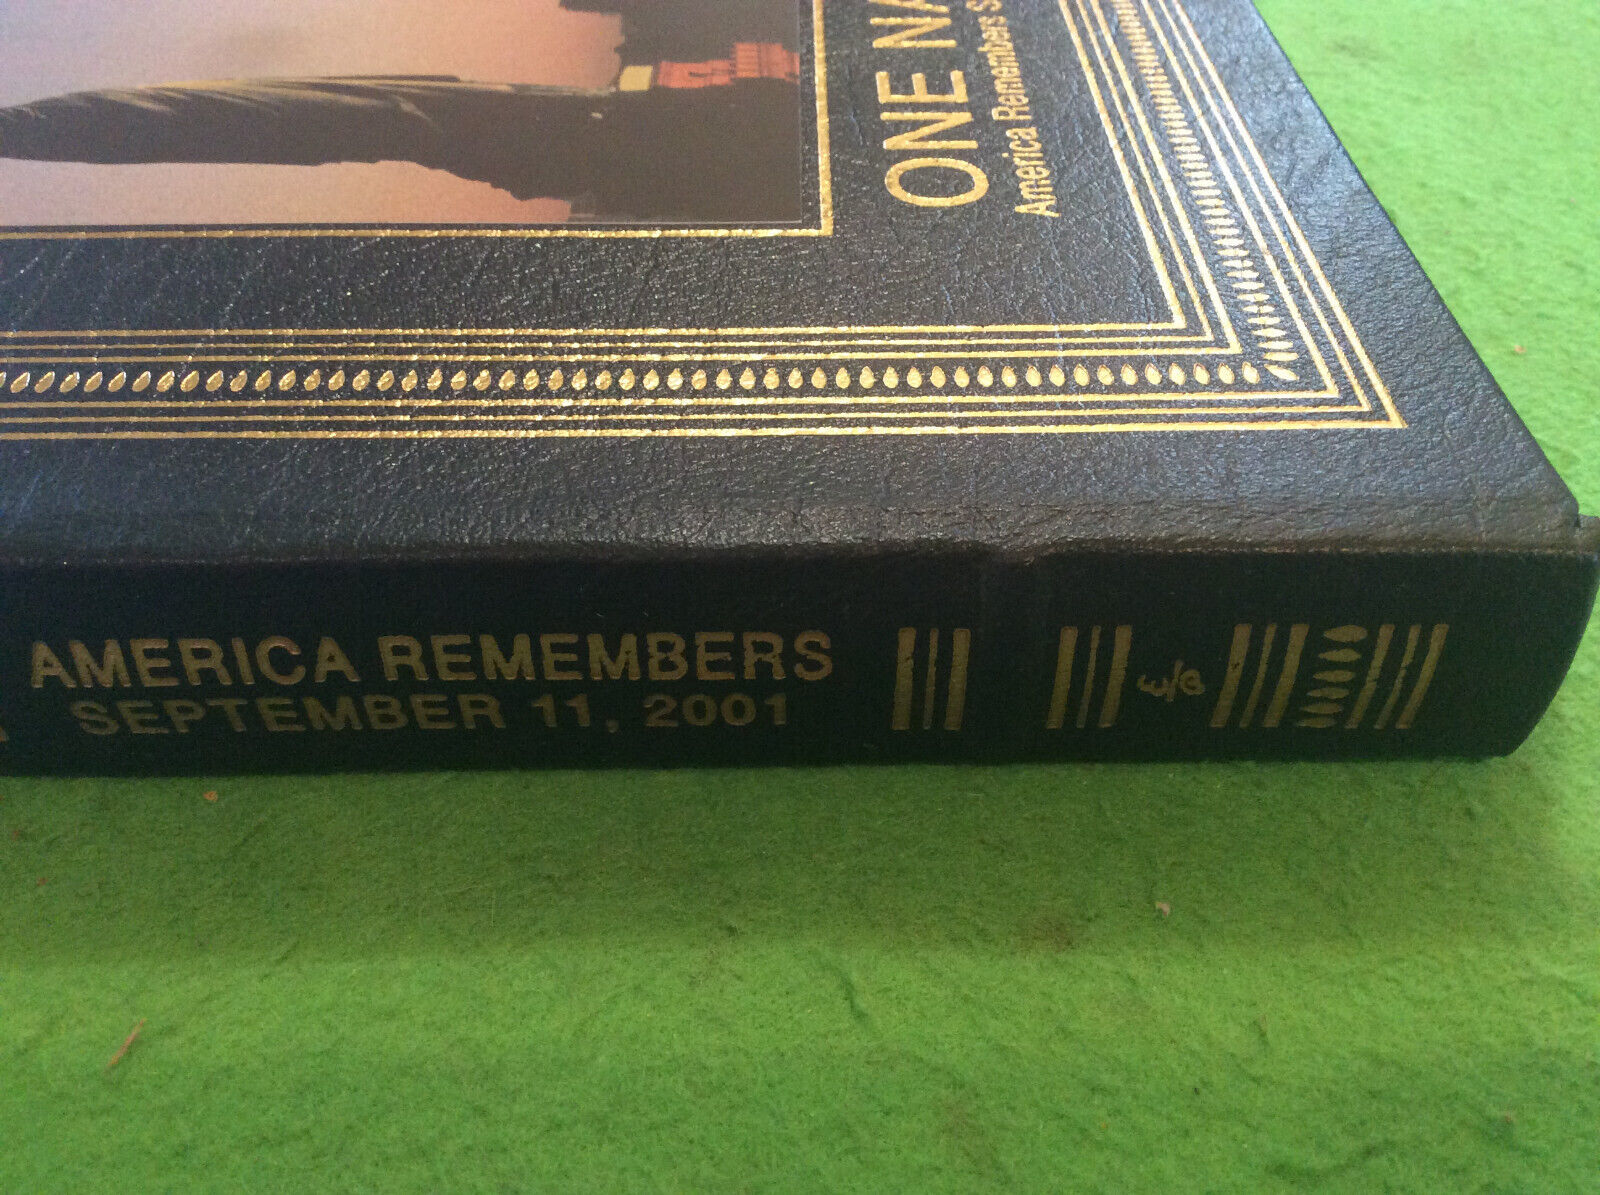 ONE NA
America Remembers S
AMERICA REMEMBERS
SEPTEMBER 11, 2001